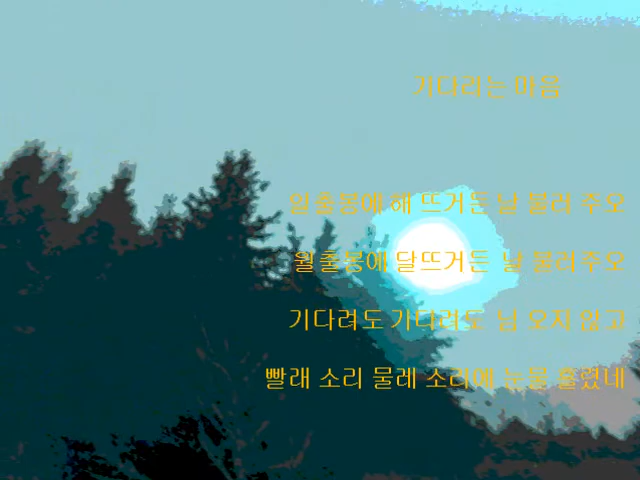 기다리는 마음
일출봉에 해 뜨거든 날 불러 주오
월출봉에 달뜨거든 날 불러주오
기다려도 기다려도 님 오지 않고
빨래 소리 물레 소리에 눈물 흘렸네